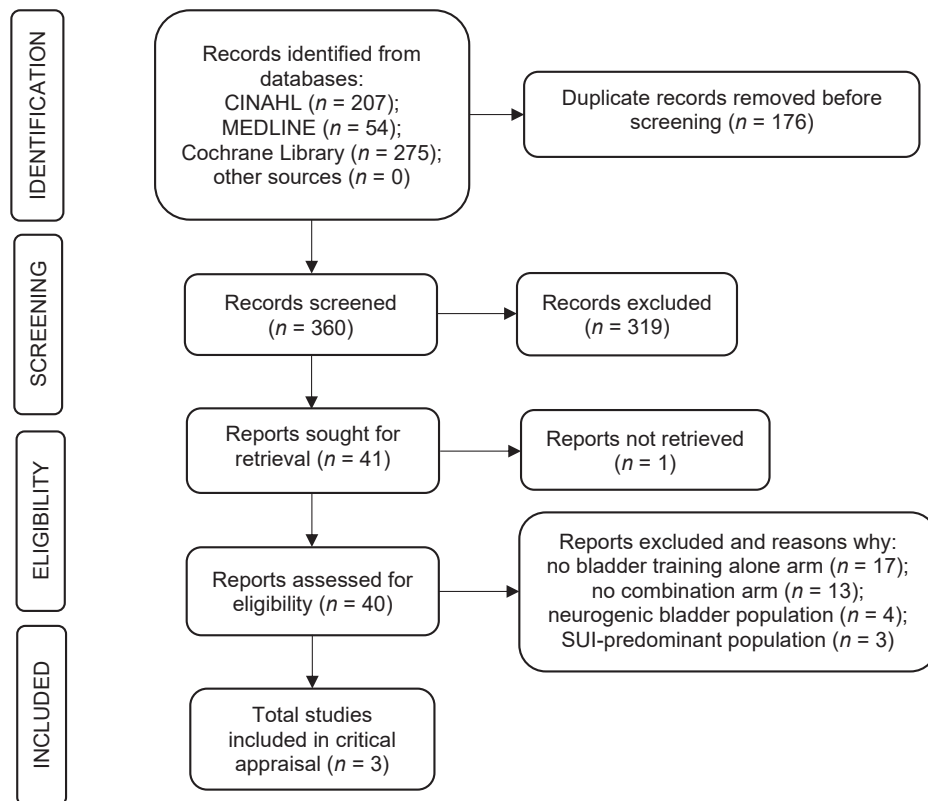 IDENTIFICATION
Records identified from
databases:
CINAHL (n = 207);
MEDLINE (n = 54);
Cochrane Library (n = 275);
other sources (n = 0)
Duplicate records removed before
screening (n = 176)
SCREENING
Records screened
(n = 360)
Records excluded
(n = 319)
ELIGIBILITY
Reports sought for
retrieval (n = 41)
Reports not retrieved
(n = 1)
Reports assessed for
eligibility (n = 40)
Reports excluded and reasons why:
no bladder training alone arm (n = 17);
no combination arm (n = 13);
neurogenic bladder population (n = 4);
SUI-predominant population (n = 3)
INCLUDED
Total studies
included in critical
appraisal (n = 3)